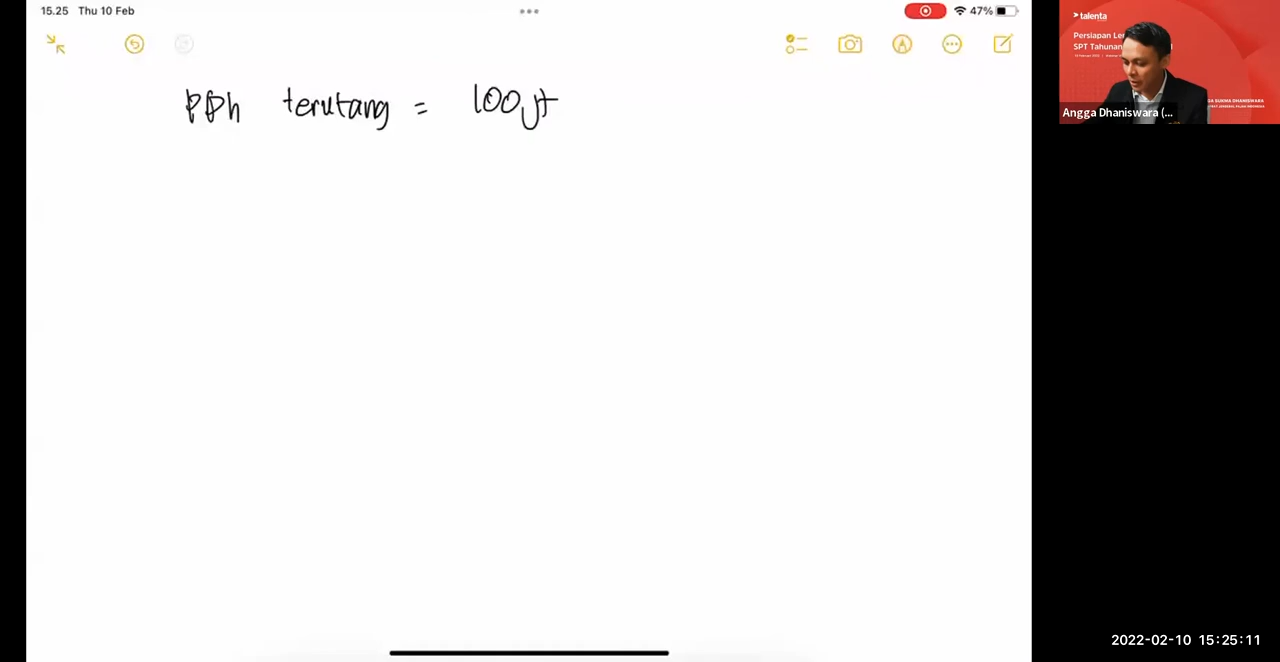 15.25 Thu 10 Feb
47%
PPh terutang = 100 jt
talenta
Persiapan
SPT Tahunan
Angga Dhaniswara (...
2022-02-10 15:25:11